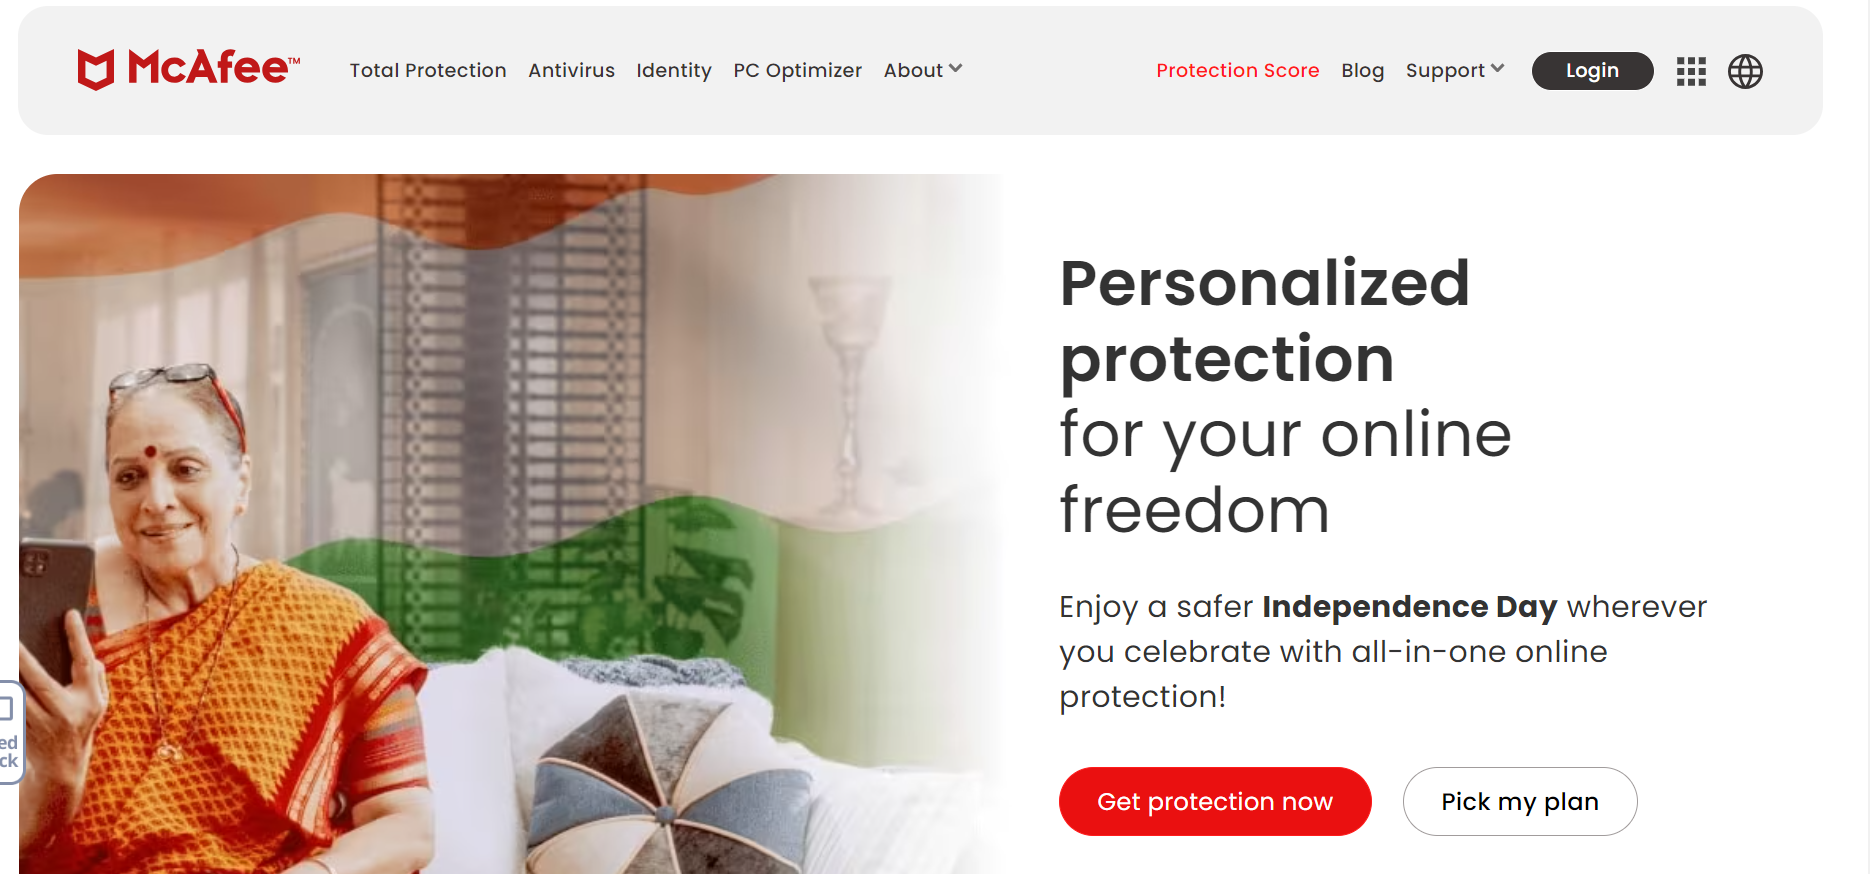 McAfee™
Total Protection Antivirus Identity PC Optimizer About
Protection Score Blog Support Login
Personalized
protection
for your online
freedom
Enjoy a safer Independence Day wherever
you celebrate with all-in-one online
protection!
Get protection now Pick my plan
ed
ck